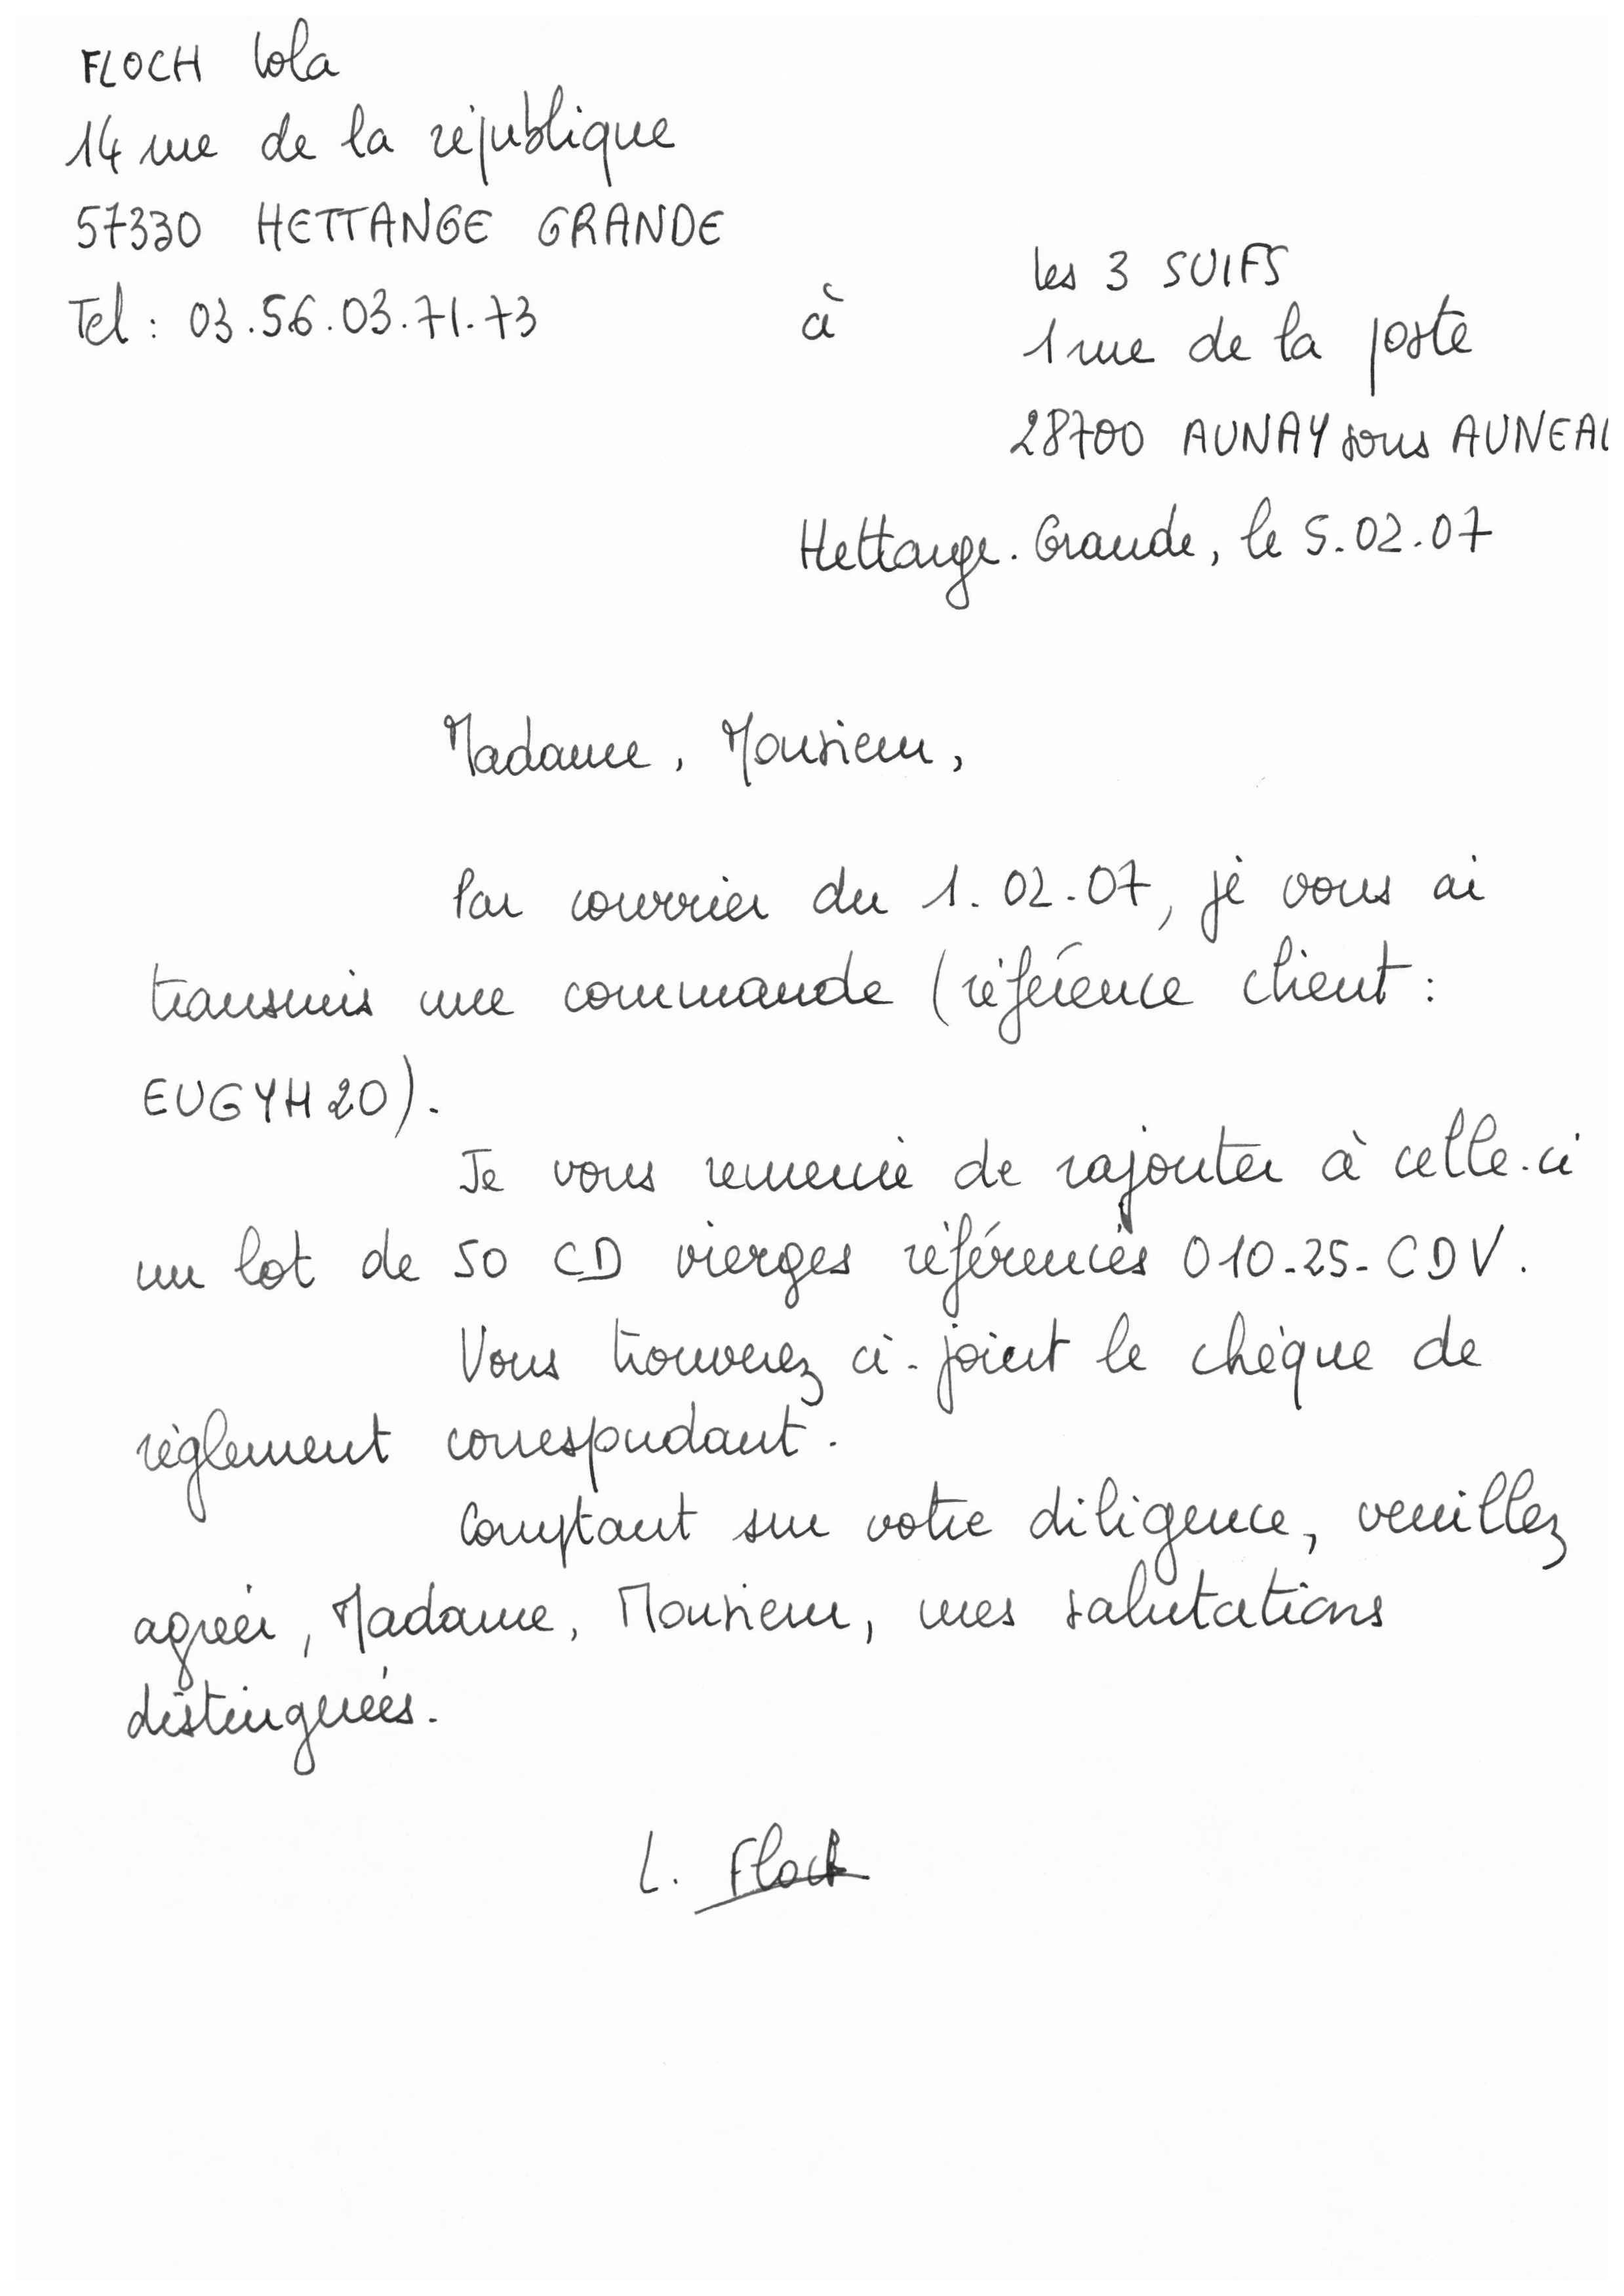 FLOCH Lola
14 rue de la république
57330 HETTANGE GRANDE
Tel : 03.56.03.71.73
à
les 3 SUIFS
1 rue de la poste
28700 AUNAY sous AUNEAU
Hettange-Grande, le 5.02.07
Madame, Monsieur,
Par courrier du 1.02.07, je vous ai
transmis une commande (référence client :
EUGYH20).
Je vous remercie de rajouter à celle-ci
un lot de 50 CD vierges référencés 010-25-CDV.
Vous trouverez ci-joint le chèque de
règlement correspondant.
Comptant sur votre diligence, veuillez
agréer, Madame, Monsieur, mes salutations
distinguées.
L. Floch